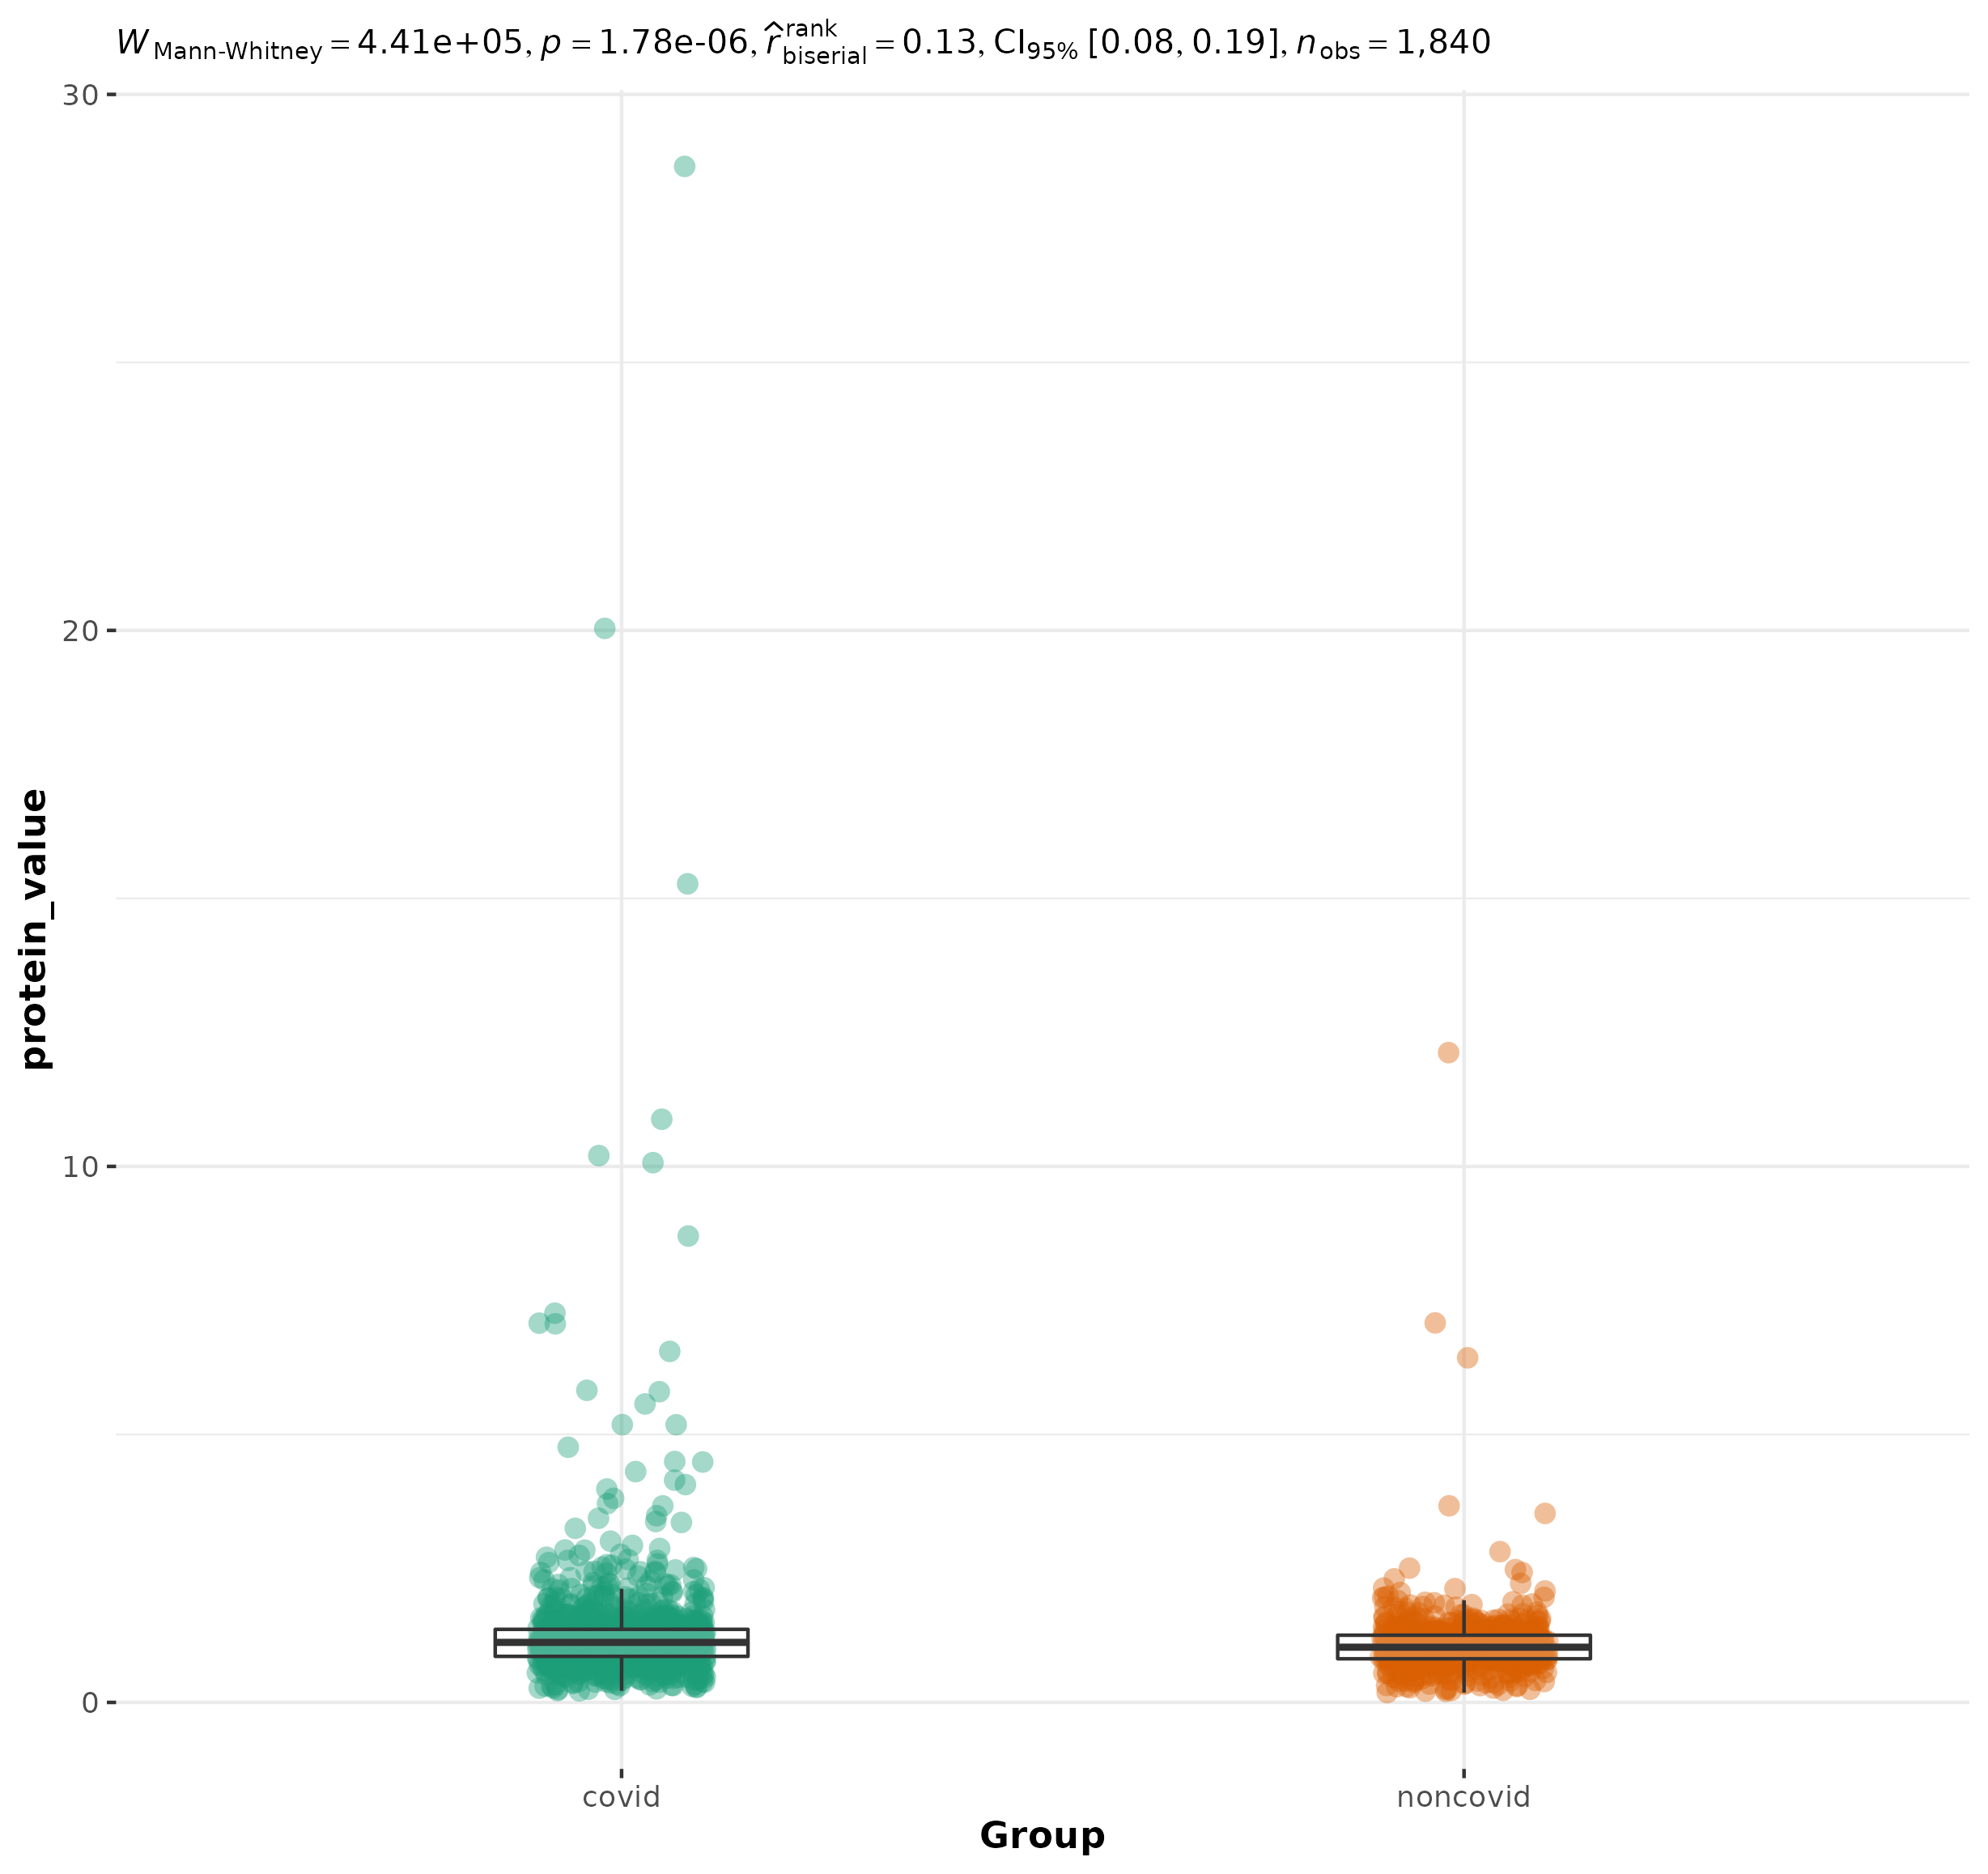 W Mann-Whitney = 4.41e+05, p = 1.78e-06, r̂ rank biserial = 0.13, CI95% [0.08, 0.19], nobs = 1,840
30
20
10
0
protein_value
covid noncovid
Group